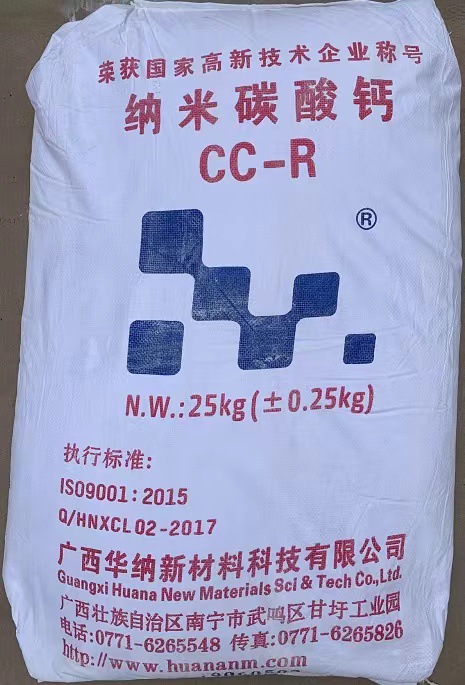 荣获国家高新技术企业称号
纳米碳酸钙
CC-R
®
N.W.:25kg(±0.25kg)
执行标准:
ISO9001:2015
Q/HNXCL 02-2017
广西华纳新材料科技有限公司
Guangxi Huana New Materials Sci & Tech Co.,Ltd.
广西壮族自治区南宁市武鸣区甘圩工业园
电话:0771-6265548 传真:0771-6265826
http://www.huananm.com